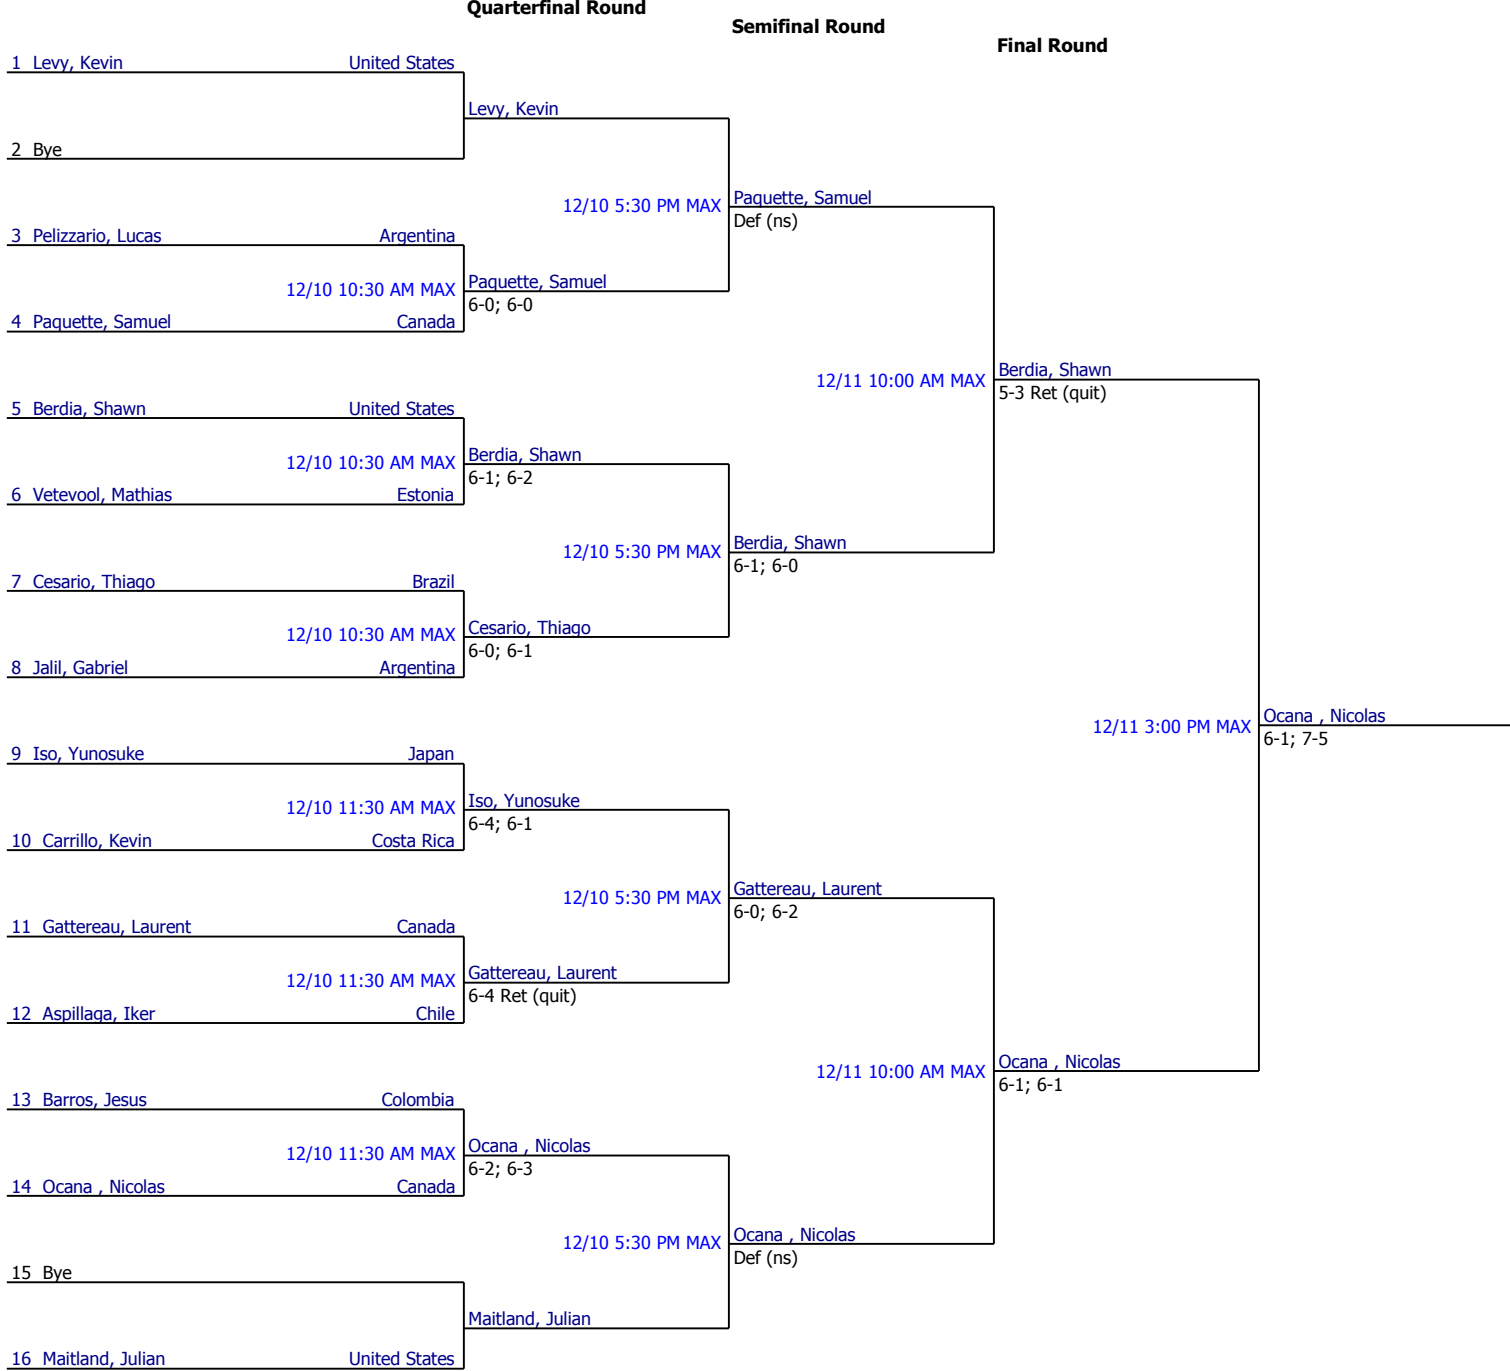 Quarterfinal Round
Semifinal Round
Final Round
1 Levy, Kevin United States
Levy, Kevin
2 Bye
12/10 5:30 PM MAX Paquette, Samuel
Def (ns)
3 Pelizzario, Lucas Argentina
12/10 10:30 AM MAX Paquette, Samuel
6-0; 6-0
4 Paquette, Samuel Canada
12/11 10:00 AM MAX Berdia, Shawn
5-3 Ret (quit)
5 Berdia, Shawn United States
12/10 10:30 AM MAX Berdia, Shawn
6-1; 6-2
6 Vetevool, Mathias Estonia
12/10 5:30 PM MAX Berdia, Shawn
6-1; 6-0
7 Cesario, Thiago Brazil
12/10 10:30 AM MAX Cesario, Thiago
6-0; 6-1
8 Jalil, Gabriel Argentina
12/11 3:00 PM MAX Ocana , Nicolas
6-1; 7-5
9 Iso, Yunosuke Japan
12/10 11:30 AM MAX Iso, Yunosuke
6-4; 6-1
10 Carrillo, Kevin Costa Rica
12/10 5:30 PM MAX Gattereau, Laurent
6-0; 6-2
11 Gattereau, Laurent Canada
12/10 11:30 AM MAX Gattereau, Laurent
6-4 Ret (quit)
12 Aspillaga, Iker Chile
12/11 10:00 AM MAX Ocana , Nicolas
6-1; 6-1
13 Barros, Jesus Colombia
12/10 11:30 AM MAX Ocana , Nicolas
6-2; 6-3
14 Ocana , Nicolas Canada
12/10 5:30 PM MAX Ocana , Nicolas
Def (ns)
15 Bye
Maitland, Julian
16 Maitland, Julian United States